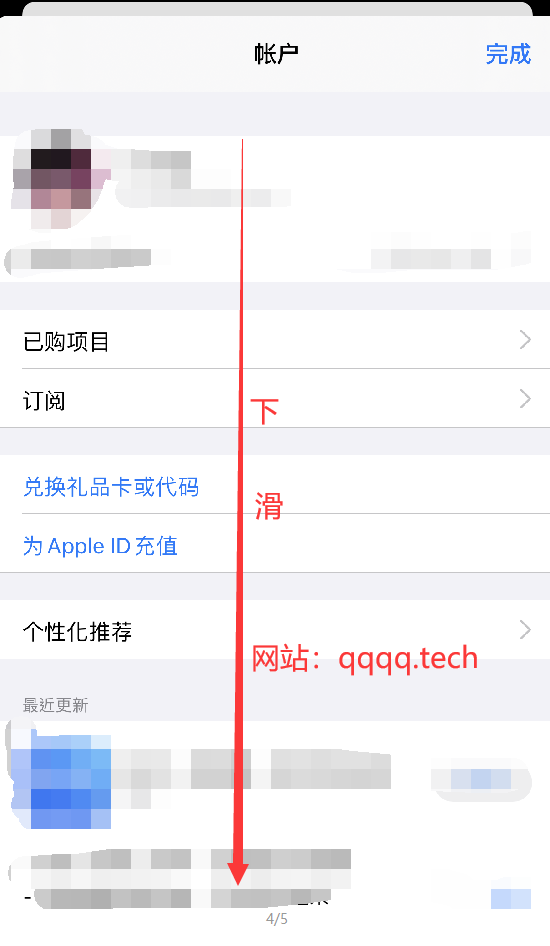 帐户
完成
已购项目
订阅
下
兑换礼品卡或代码
滑
为 Apple ID 充值
个性化推荐
网站：qqqq.tech
最近更新
4/5